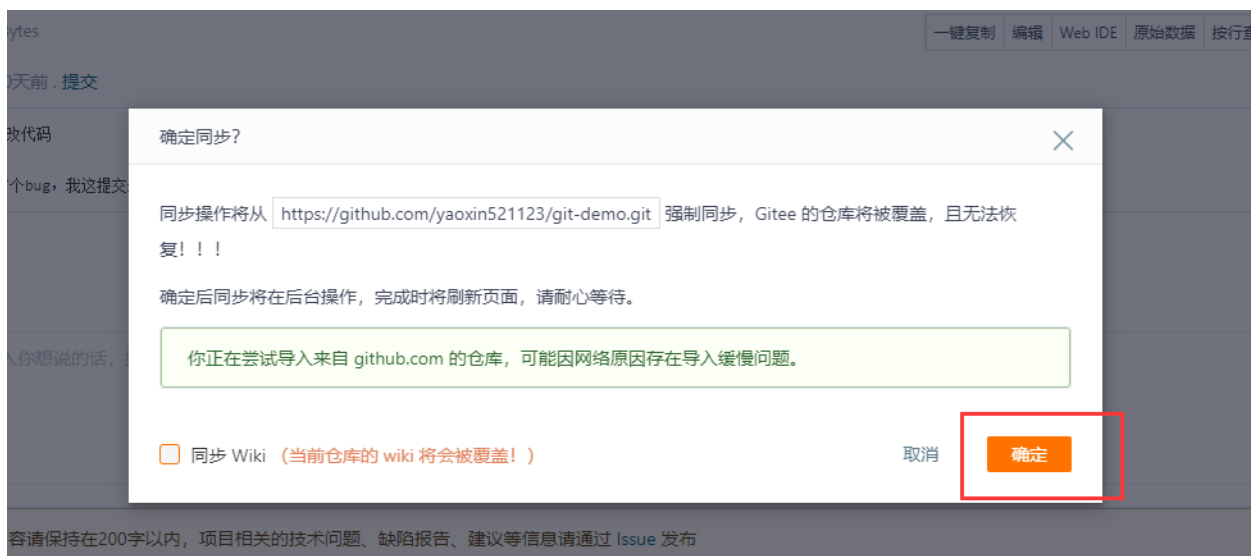 ytes
一键复制 编辑 Web IDE 原始数据 按行查
天前 . 提交
改代码
确定同步?
个bug，我这提交
同步操作将从 https://github.com/yaoxin521123/git-demo.git 强制同步，Gitee 的仓库将被覆盖，且无法恢
复！！！
确定后同步将在后台操作，完成时将刷新页面，请耐心等待。
你想说的话，
你正在尝试导入来自 github.com 的仓库，可能因网络原因存在导入缓慢问题。
同步 Wiki （当前仓库的 wiki 将会被覆盖！）
取消 确定
容请保持在200字以内，项目相关的技术问题、缺陷报告、建议等信息请通过 Issue 发布